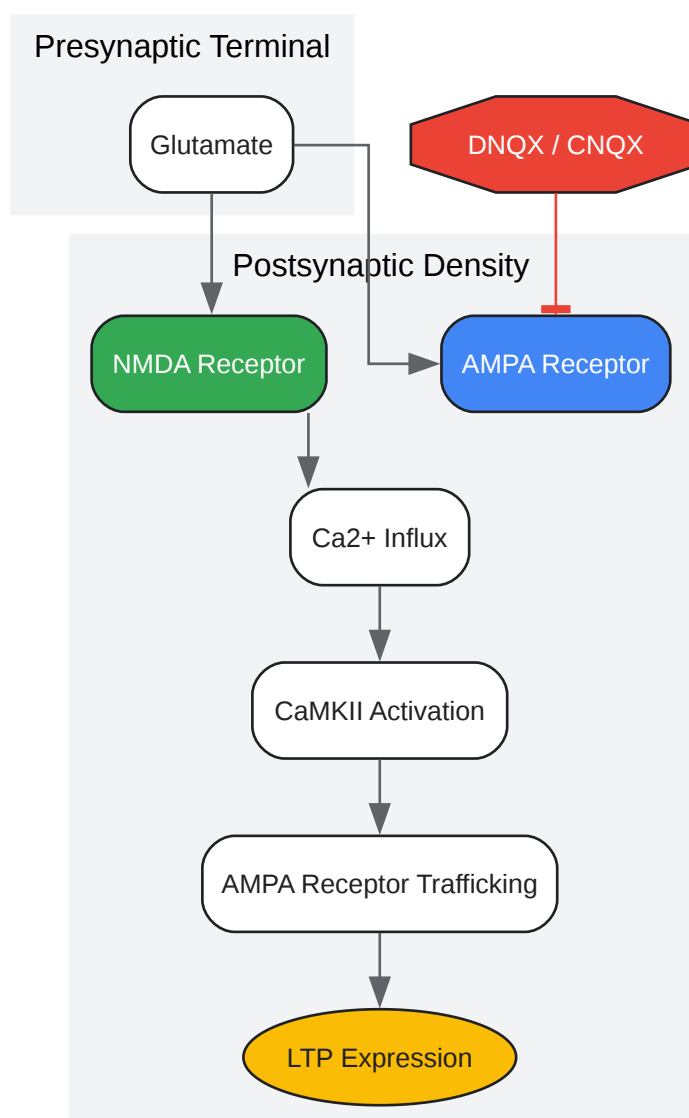 Presynaptic Terminal
Glutamate
DNQX / CNQX
Postsynaptic Density
NMDA Receptor
AMPA Receptor
Ca2+ Influx
CaMKII Activation
AMPA Receptor Trafficking
LTP Expression